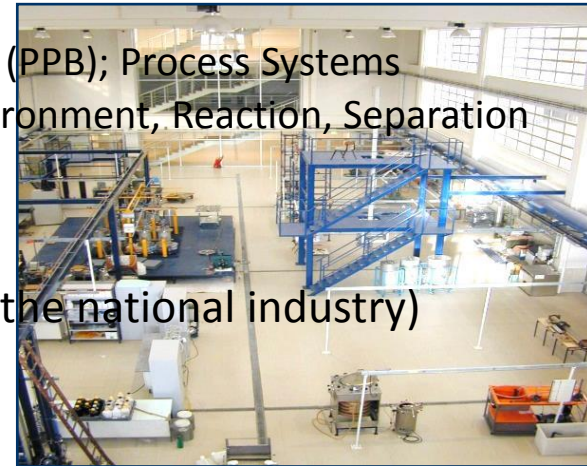 (PPB); Process Systems
ronment, Reaction, Separation
the national industry)